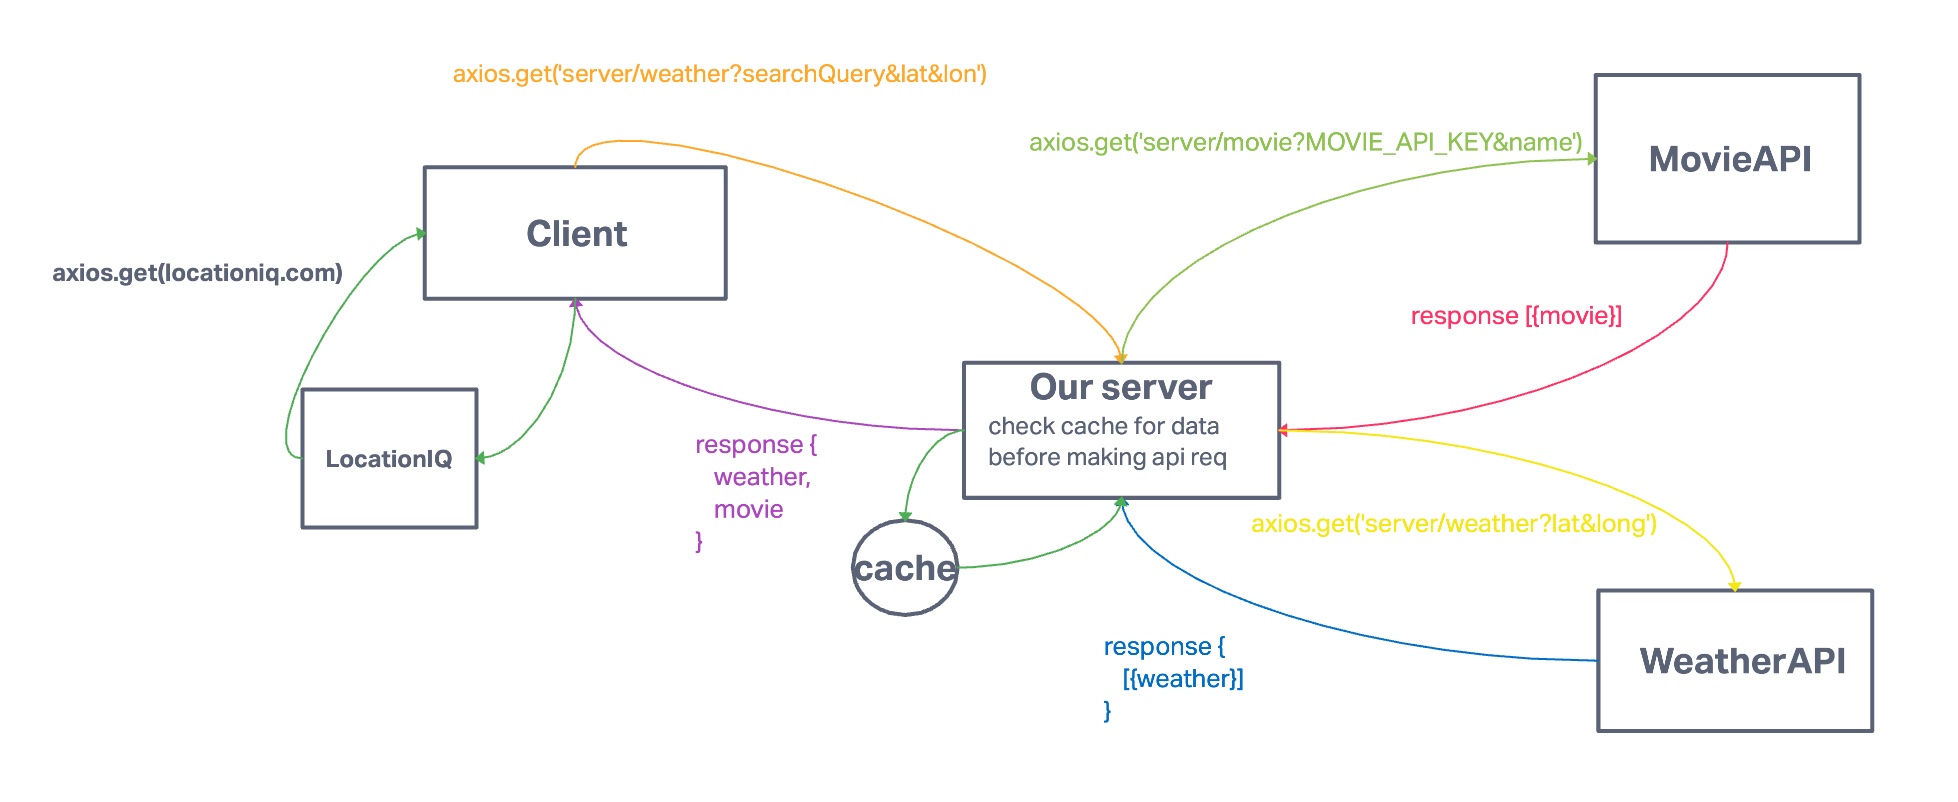 axios.get('server/weather?searchQuery&lat&lon')
axios.get('server/movie?MOVIE_API_KEY&name')
MovieAPI
Client
axios.get(locationiq.com)
response [{movie}]
Our server
check cache for data
before making api req
LocationIQ
response {
weather,
movie
}
axios.get('server/weather?lat&long')
cache
response {
[{weather}]
}
WeatherAPI